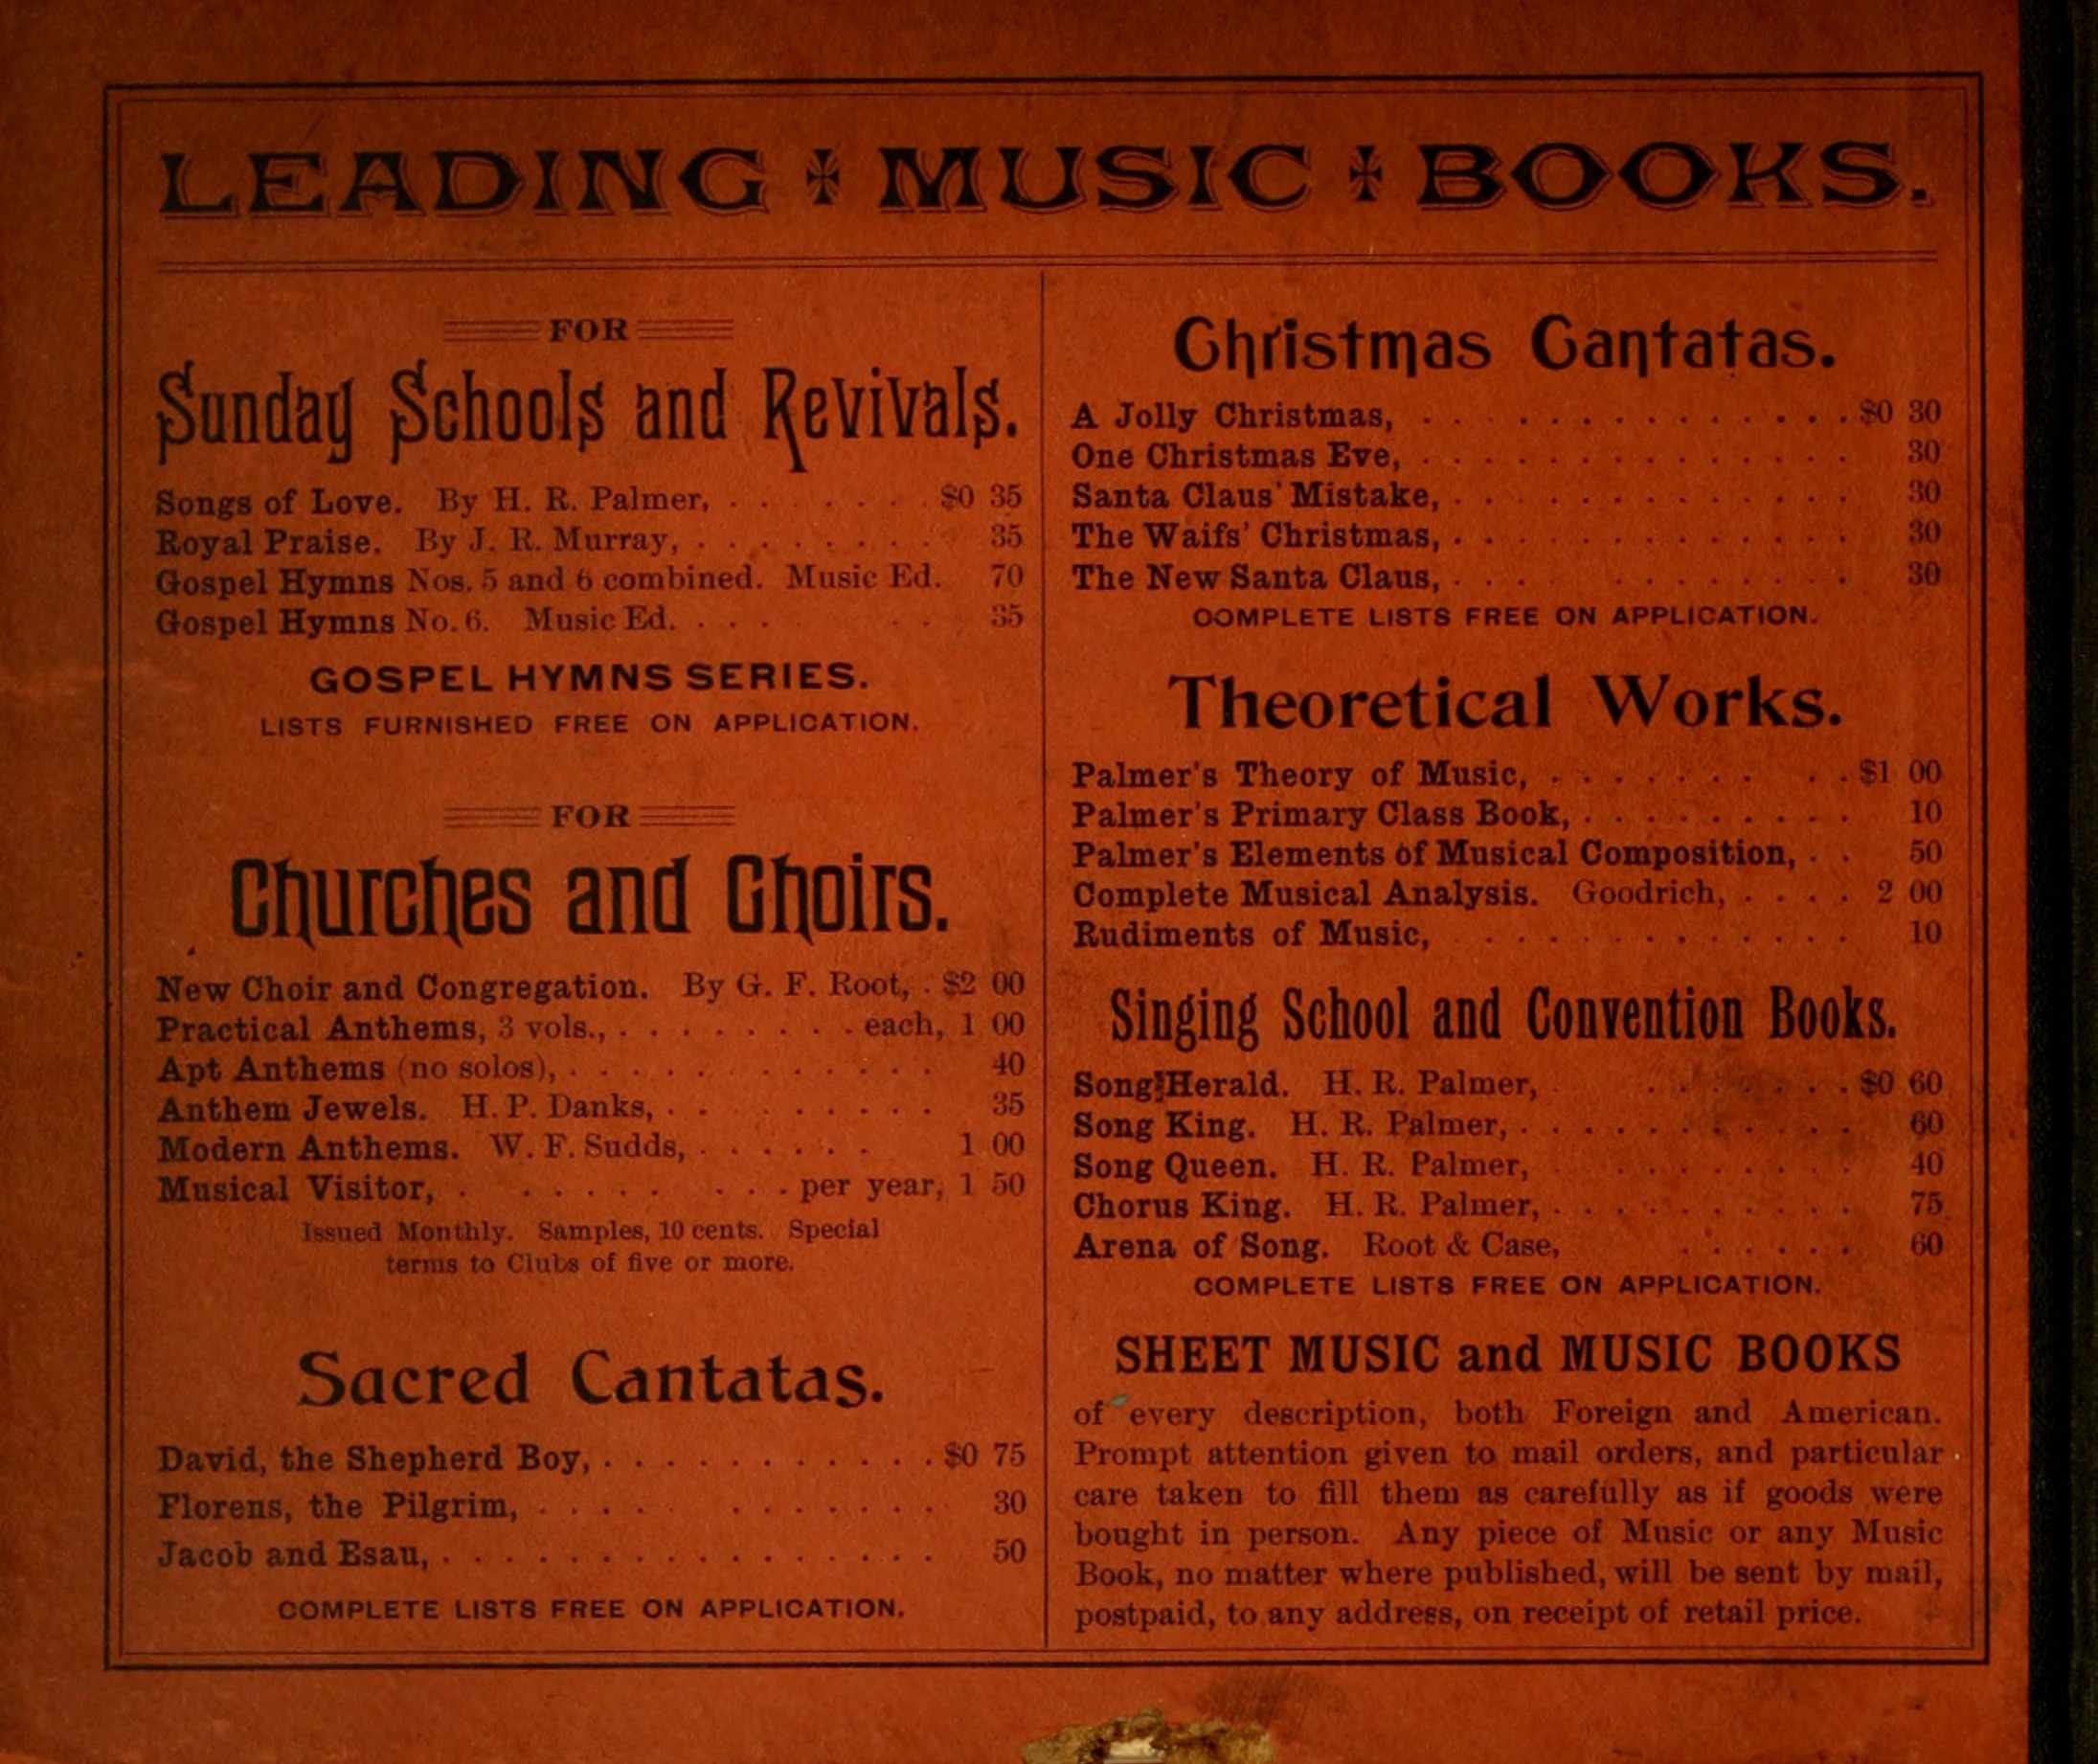 LEADING MUSIC BOOKS.
FOR
Sunday Schools and Revivals.
Songs of Love. By H. R. Palmer, . . . . . . . $0 35
Royal Praise. By J. R. Murray, . . . . . . . . 35
Gospel Hymns Nos. 5 and 6 combined. Music Ed. 70
Gospel Hymns No. 6. Music Ed. . . . . . 35
GOSPEL HYMNS SERIES.
LISTS FURNISHED FREE ON APPLICATION.
FOR
Churches and Choirs.
New Choir and Congregation. By G. F. Root, . $2 00
Practical Anthems, 3 vols., . . . . . . . . each, 1 00
Apt Anthems (no solos), . . . . . . . . . . . . 40
Anthem Jewels. H. P. Danks, . . . . . . . . . 35
Modern Anthems. W. F. Sudds, . . . . . . 1 00
Musical Visitor, . . . . . . . . . per year, 1 50
Issued Monthly. Samples, 10 cents. Special
terms to Clubs of five or more.
Sacred Cantatas.
David, the Shepherd Boy, . . . . . . . . . . . $0 75
Florens, the Pilgrim, . . . . . . . . . . . 30
Jacob and Esau, . . . . . . . . . . . . . . . . 50
COMPLETE LISTS FREE ON APPLICATION.
Christmas Cantatas.
A Jolly Christmas, . . . . . . . . . . . . . . $0 30
One Christmas Eve, . . . . . . . . . . . . . . 30
Santa Claus' Mistake, . . . . . . . . . . . . . 30
The Waifs' Christmas, . . . . . . . . . . . . . 30
The New Santa Claus, . . . . . . . . . . . 30
COMPLETE LISTS FREE ON APPLICATION.
Theoretical Works.
Palmer's Theory of Music, . . . . . . . . . $1 00
Palmer's Primary Class Book, . . . . . . . . . 10
Palmer's Elements of Musical Composition, . . 50
Complete Musical Analysis. Goodrich, . . . . 2 00
Rudiments of Music, . . . . . . . . . . . . 10
Singing School and Convention Books.
Song Herald. H. R. Palmer, . . . . . . . . $0 60
Song King. H. R. Palmer, . . . . . . . . . . . 60
Song Queen. H. R. Palmer, . . . . . . . . . 40
Chorus King. H. R. Palmer, . . . . . . . . . . 75
Arena of Song. Root & Case, . . . . . . 60
COMPLETE LISTS FREE ON APPLICATION.
SHEET MUSIC and MUSIC BOOKS
of every description, both Foreign and American.
Prompt attention given to mail orders, and particular
care taken to fill them as carefully as if goods were
bought in person. Any piece of Music or any Music
Book, no matter where published, will be sent by mail,
postpaid, to any address, on receipt of retail price.